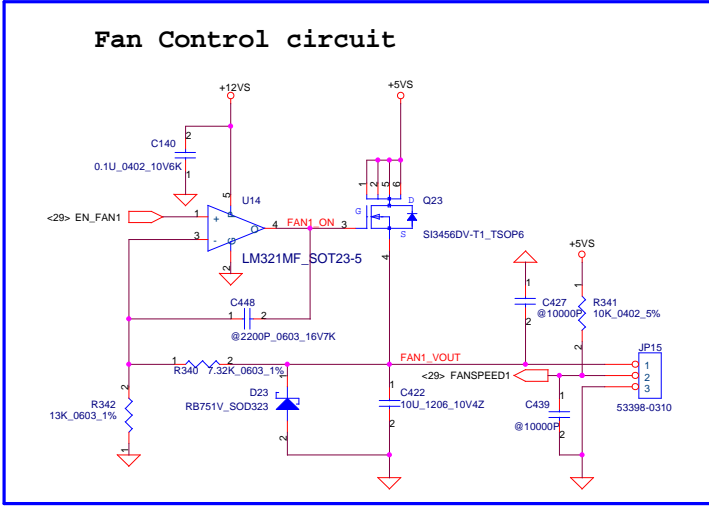 Fan Control circuit
+12VS
+5VS
C140
2
1
0.1U_0402_10V6K
5
U14
<29> EN_FAN1
1
+
P
3
-
G
O
4
2
FAN1_ON
LM321MF_SOT23-5
1
2
5
6
D
Q23
3
G
S
SI3456DV-T1_TSOP6
4
+5VS
C448
1
2
@2200P_0603_16V7K
1
C427
@10000P
2
1
R341
10K_0402_5%
2
1
2
R340 7.32K_0603_1%
FAN1_VOUT
<29> FANSPEED1
JP15
1
2
3
53398-0310
2
R342
13K_0603_1%
1
D23
RB751V_SOD323
1
2
1
C422
10U_1206_10V4Z
2
C439
1
@10000P
2